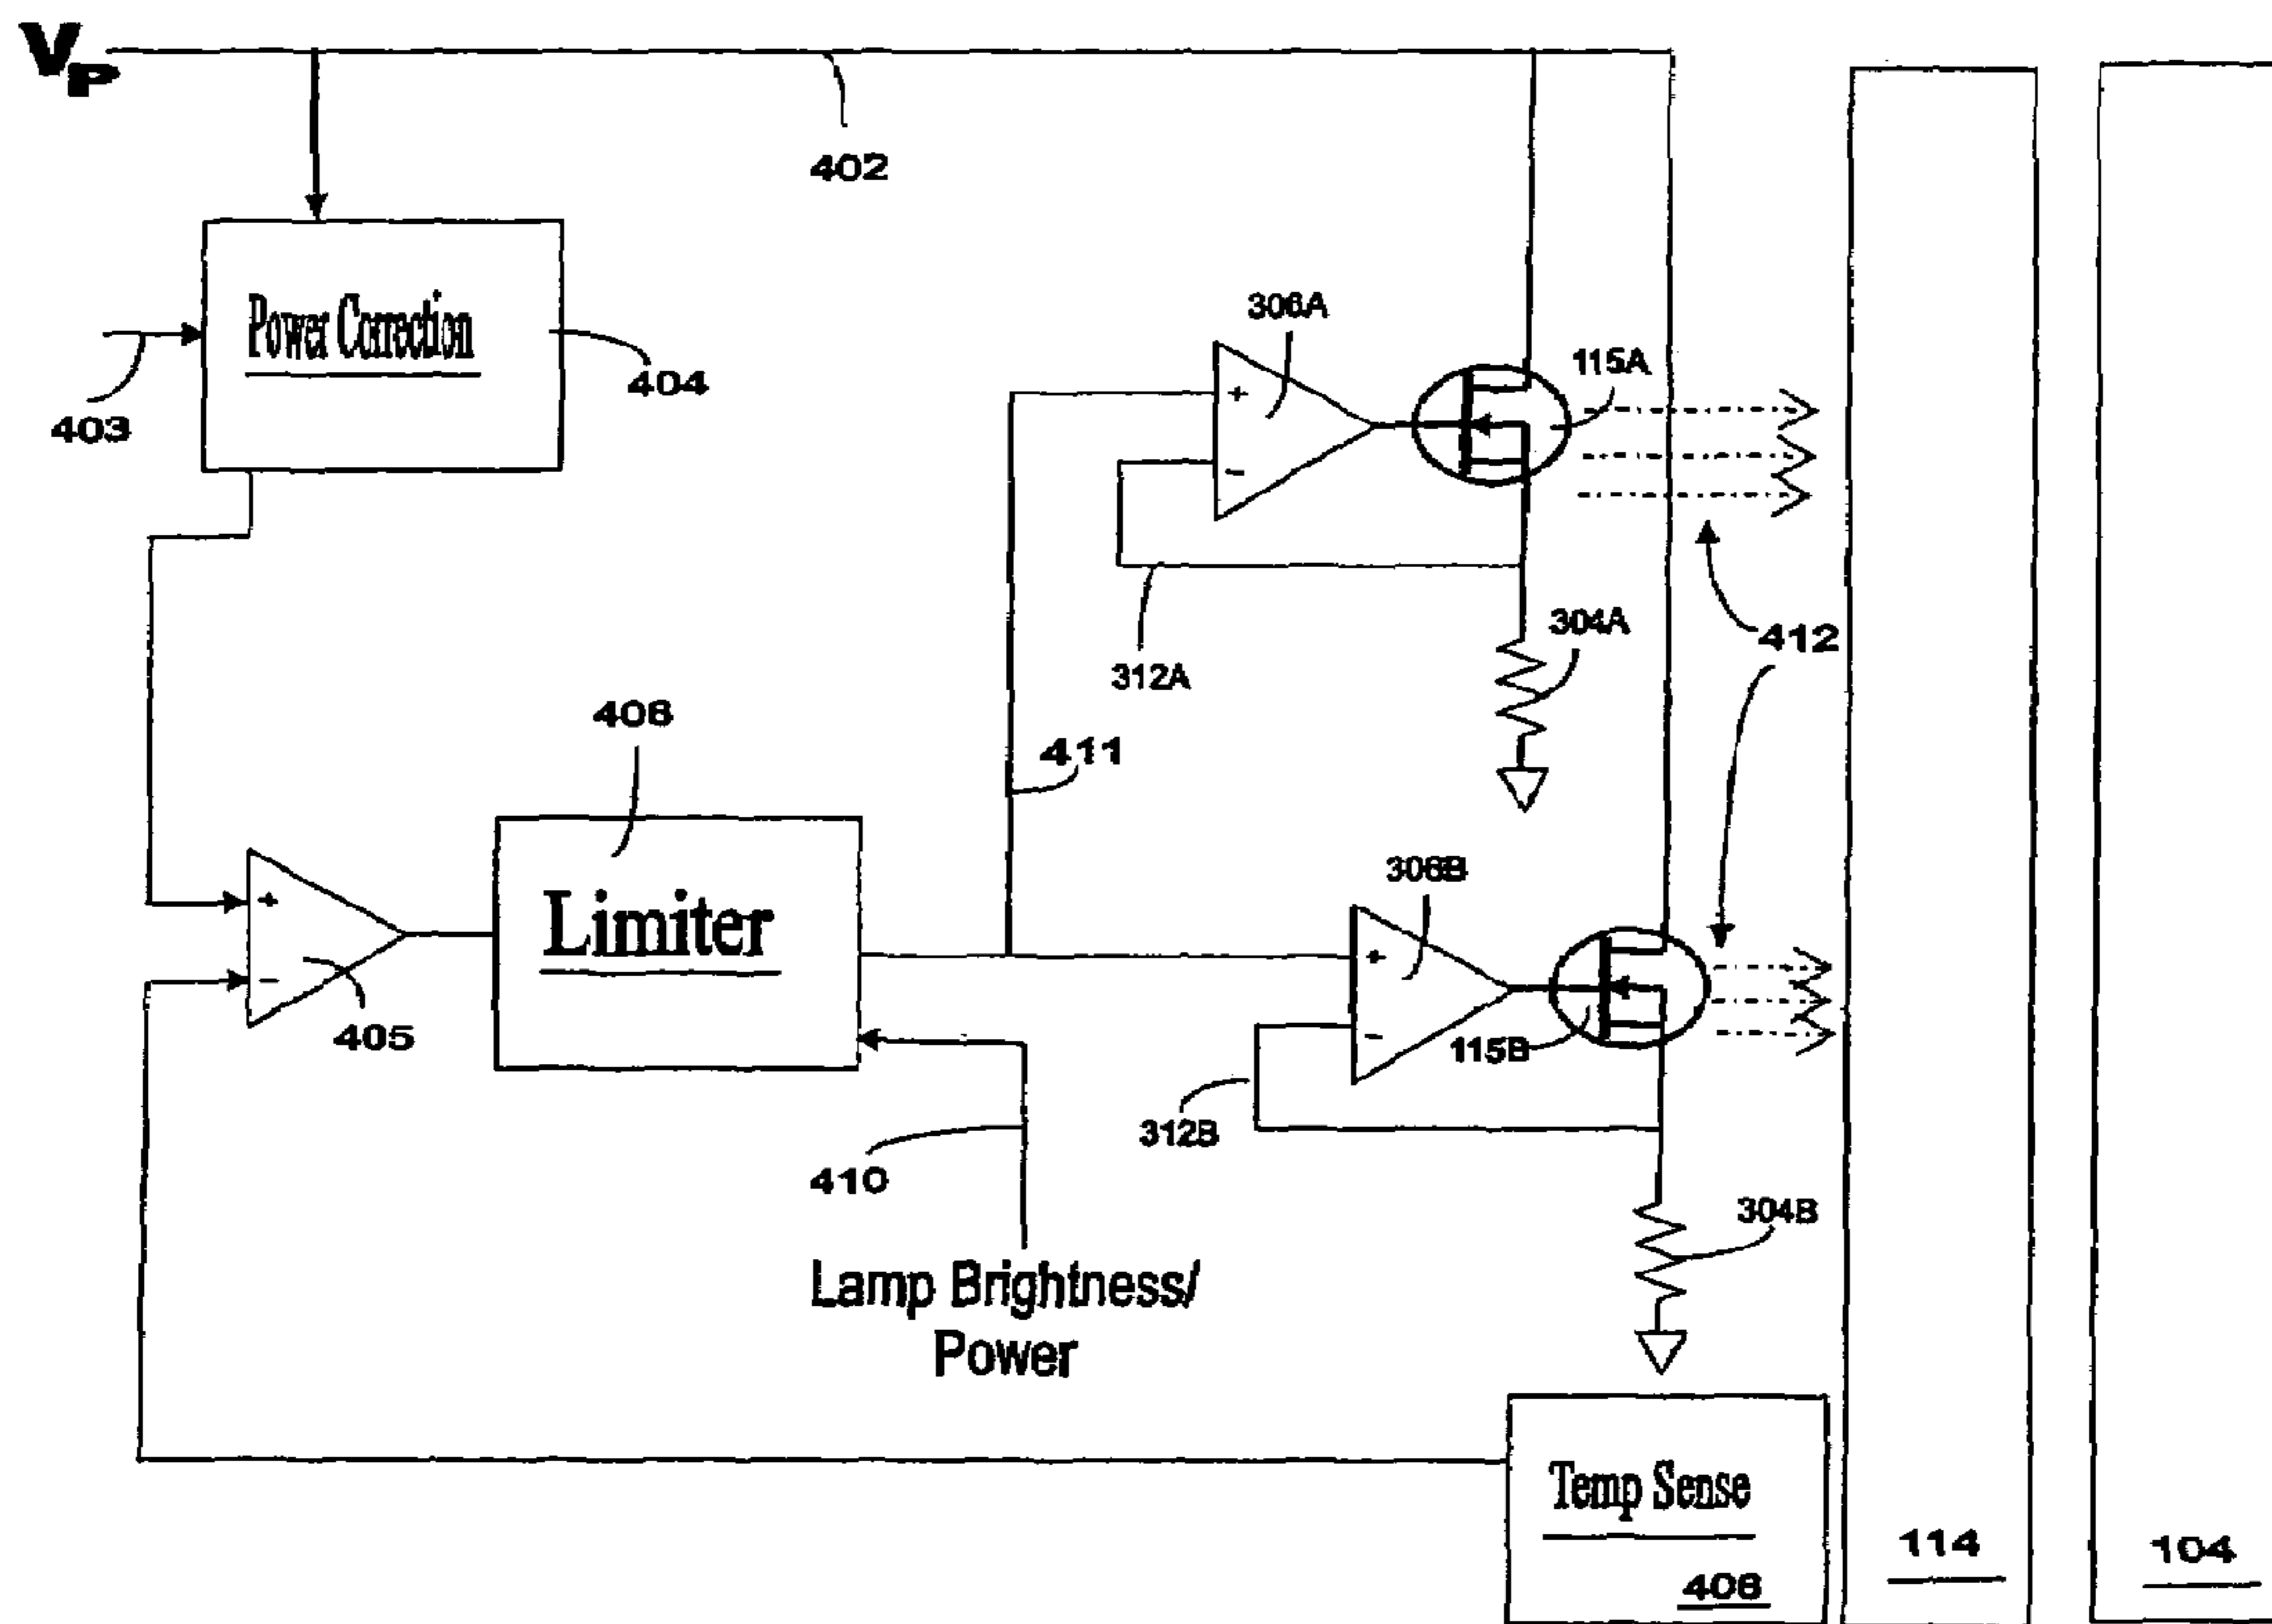 VP
402
Power Correction
403
404
306A
115A
+
-
312A
304A
412
411
408
Limiter
+
-
405
306B
+
-
115B
312B
304B
410
Lamp Brightness/
Power
Temp Sense
406
114
104